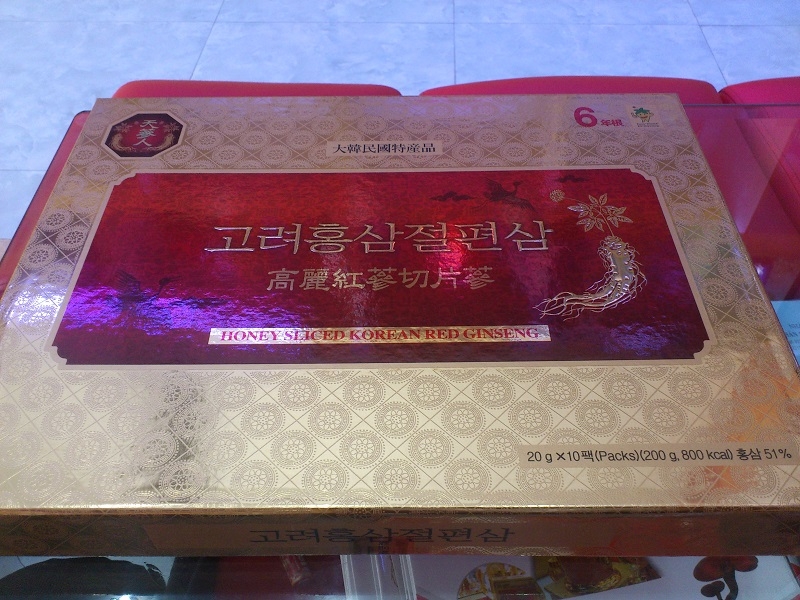 天蔘人
6年根
大韓民國特産品
고려홍삼절편삼
高麗紅蔘切片蔘
HONEY SLICED KOREAN RED GINSENG
20 g ×10팩(Packs)(200 g, 800 kcal) 홍삼 51%
고려홍삼절편삼